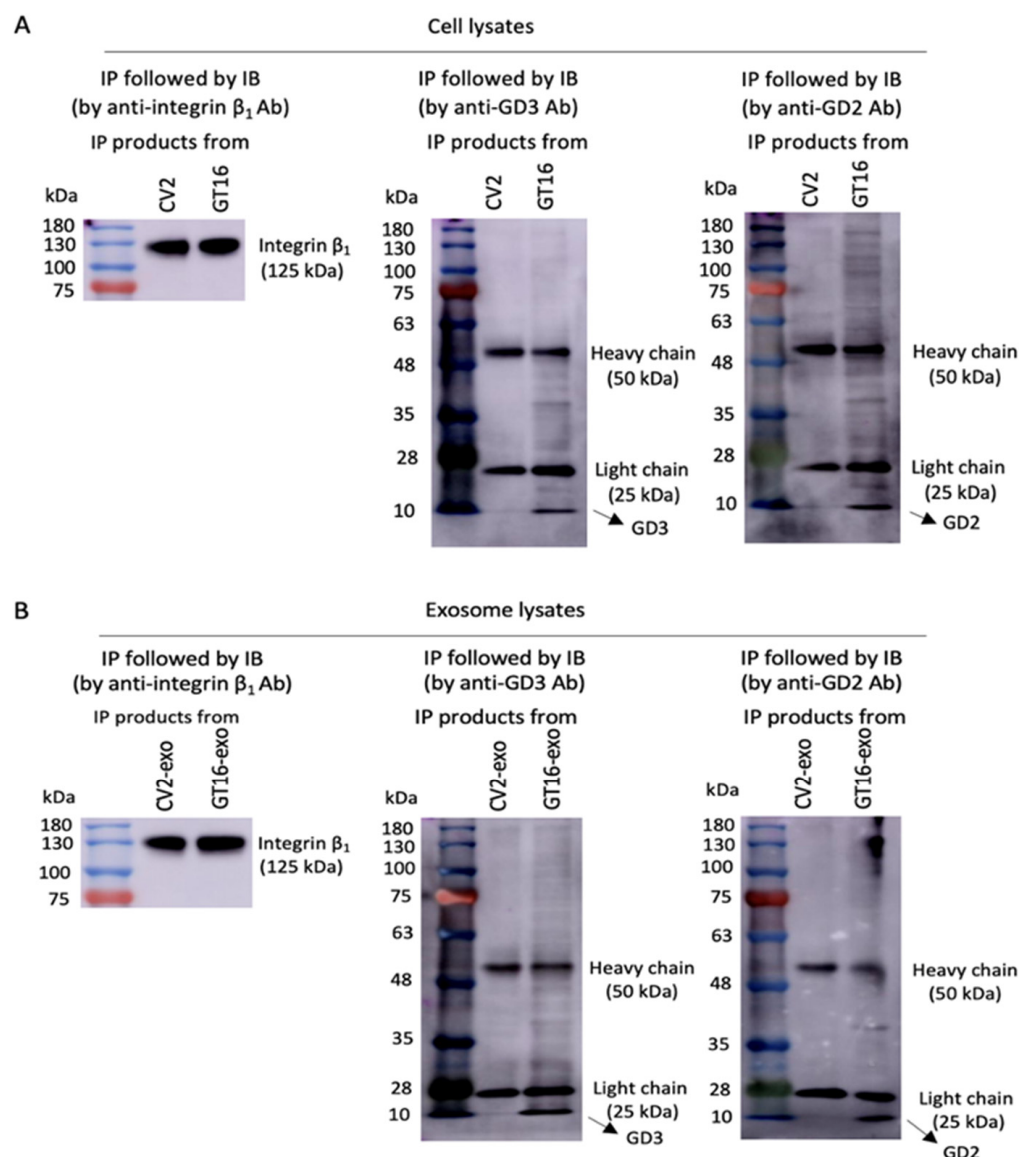 A
Cell lysates
IP followed by IB
(by anti-integrin β₁ Ab)
IP products from
kDa
CV2
GT16
180
130
100
75
Integrin β₁
(125 kDa)
IP followed by IB
(by anti-GD3 Ab)
IP products from
kDa
CV2
GT16
180
130
100
75
63
48
35
28
10
Heavy chain
(50 kDa)
Light chain
(25 kDa)
GD3
IP followed by IB
(by anti-GD2 Ab)
IP products from
kDa
CV2
GT16
180
130
100
75
63
48
35
28
10
Heavy chain
(50 kDa)
Light chain
(25 kDa)
GD2
B
Exosome lysates
IP followed by IB
(by anti-integrin β₁ Ab)
IP products from
kDa
CV2-exo
GT16-exo
180
130
100
75
Integrin β₁
(125 kDa)
IP followed by IB
(by anti-GD3 Ab)
IP products from
kDa
CV2-exo
GT16-exo
180
130
100
75
63
48
35
28
10
Heavy chain
(50 kDa)
Light chain
(25 kDa)
GD3
IP followed by IB
(by anti-GD2 Ab)
IP products from
kDa
CV2-exo
GT16-exo
180
130
100
75
63
48
35
28
10
Heavy chain
(50 kDa)
Light chain
(25 kDa)
GD2